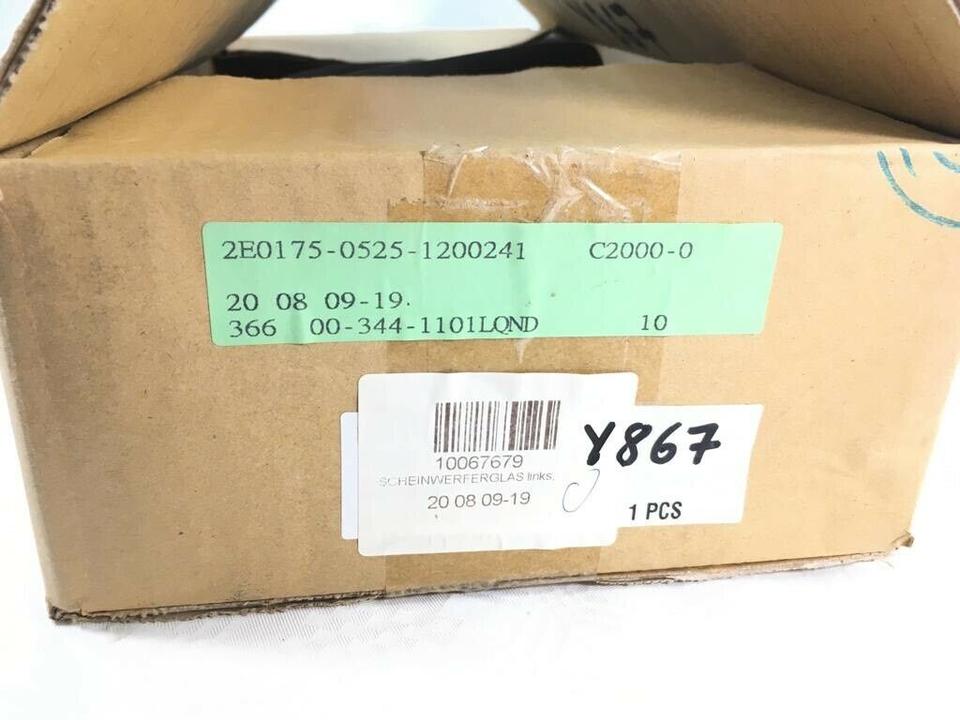 2E0175-0525-1200241 C2000-0
20 08 09-19.
366 00-344-1101LQND 10
10067679
SCHEINWERFERGLAS links,
20 08 09-19
Y867
1 PCS